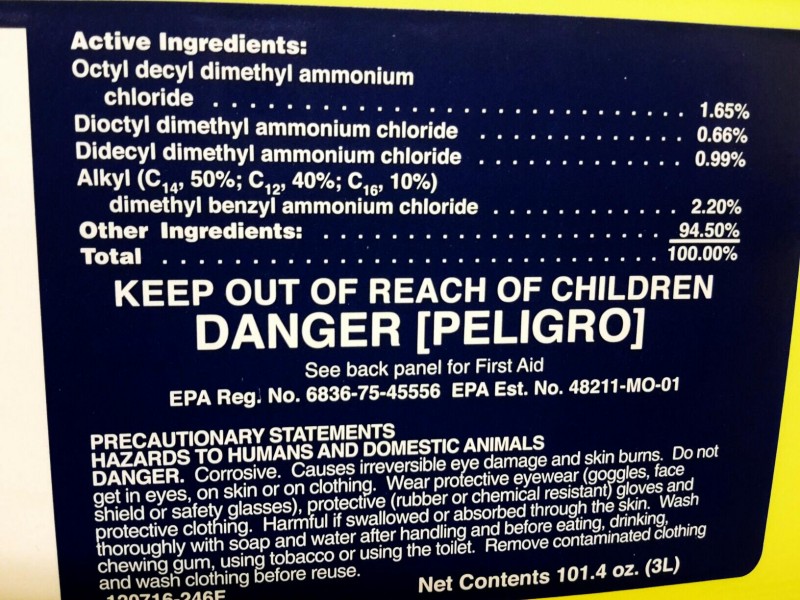 Active Ingredients:
Octyl decyl dimethyl ammonium
chloride . . . . . . . . . . . . . . . . . . . . . . . . . . . . . 1.65%
Dioctyl dimethyl ammonium chloride . . . . . . . . . . . . . 0.66%
Didecyl dimethyl ammonium chloride . . . . . . . . . . . . . 0.99%
Alkyl (C14, 50%; C12, 40%; C16, 10%)
dimethyl benzyl ammonium chloride . . . . . . . . . . . . 2.20%
Other Ingredients: . . . . . . . . . . . . . . . . . . . . . . 94.50%
Total . . . . . . . . . . . . . . . . . . . . . . . . . . . . . . . . 100.00%
KEEP OUT OF REACH OF CHILDREN
DANGER [PELIGRO]
See back panel for First Aid
EPA Reg. No. 6836-75-45556 EPA Est. No. 48211-MO-01
PRECAUTIONARY STATEMENTS
HAZARDS TO HUMANS AND DOMESTIC ANIMALS
DANGER. Corrosive. Causes irreversible eye damage and skin burns. Do not
get in eyes, on skin or on clothing. Wear protective eyewear (goggles, face
shield or safety glasses), protective (rubber or chemical resistant) gloves and
protective clothing. Harmful if swallowed or absorbed through the skin. Wash
thoroughly with soap and water after handling and before eating, drinking,
chewing gum, using tobacco or using the toilet. Remove contaminated clothing
and wash clothing before reuse.
Net Contents 101.4 oz. (3L)